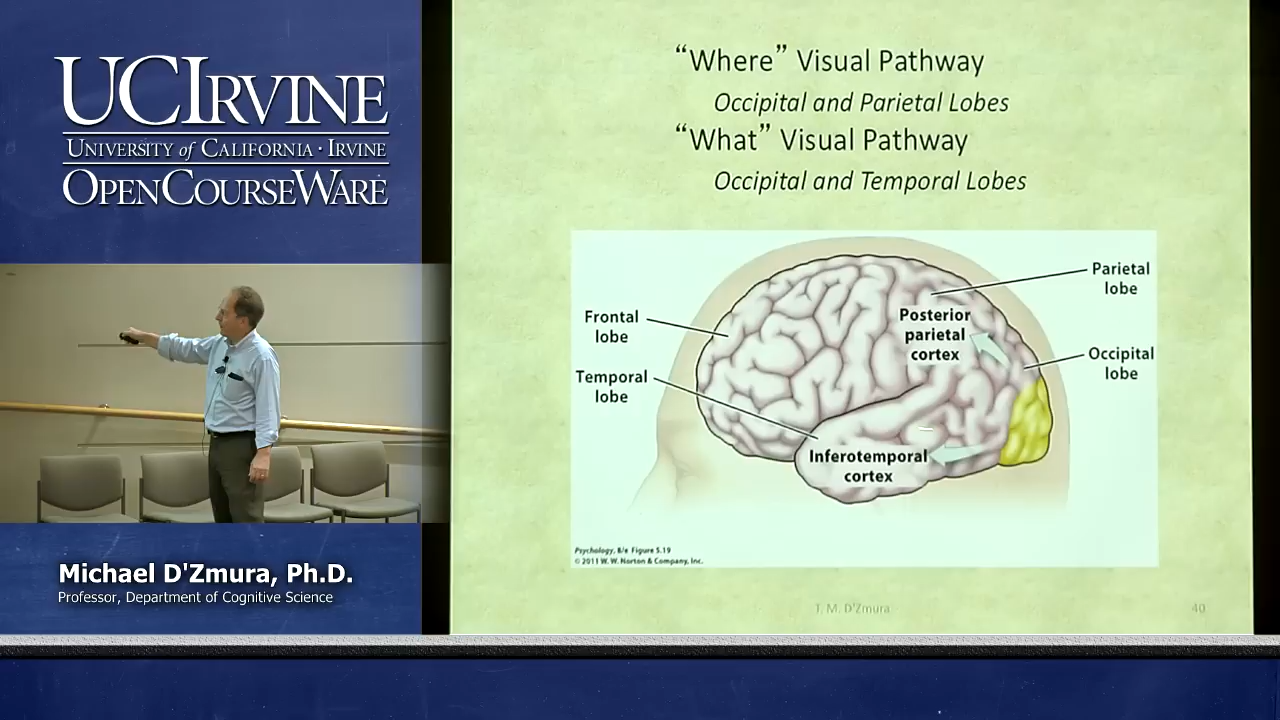 UCIRVINE
UNIVERSITY of CALIFORNIA · IRVINE
OPENCOURSEWARE
Michael D'Zmura, Ph.D.
Professor, Department of Cognitive Science
“Where” Visual Pathway
Occipital and Parietal Lobes
“What” Visual Pathway
Occipital and Temporal Lobes
Parietal
lobe
Frontal
lobe
Posterior
parietal
cortex
Occipital
lobe
Temporal
lobe
Inferotemporal
cortex
Psychology, 8/e Figure 5.19
© 2011 W. W. Norton & Company, Inc.
T. M. D'Zmura
40